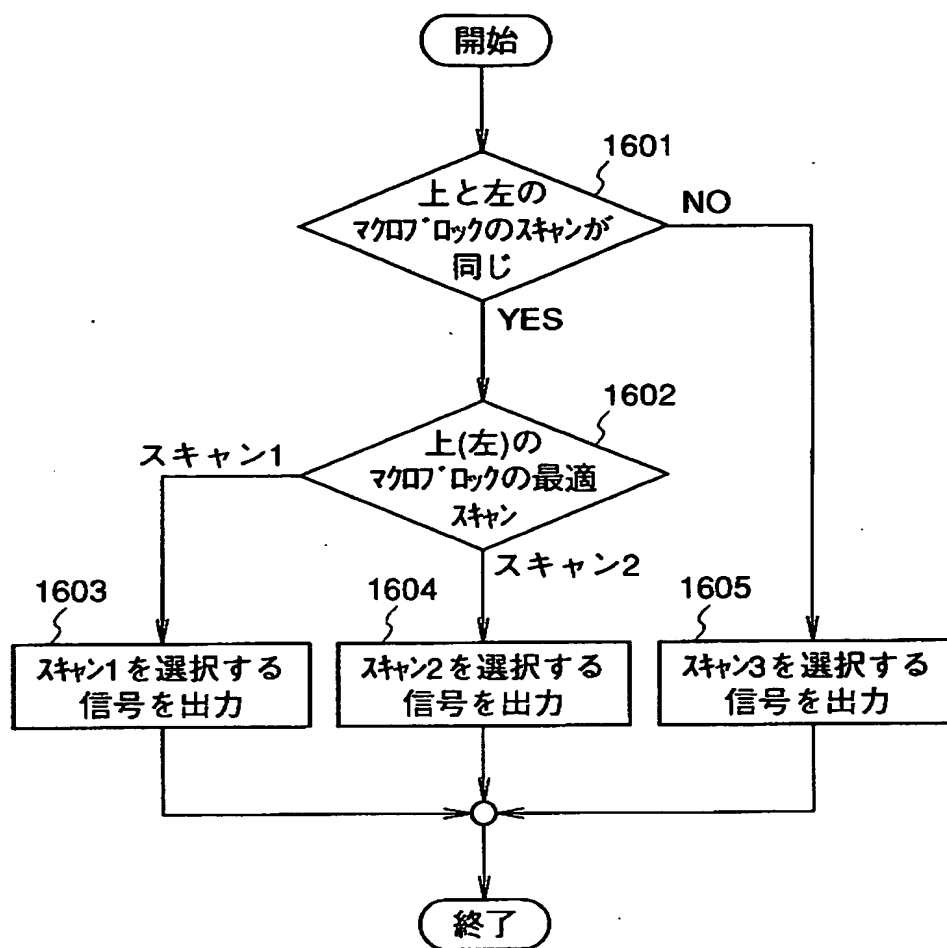 開始
1601
上と左の
マクロブロックのスキャンが
同じ
NO
YES
1602
上(左)の
マクロブロックの最適
スキャン
スキャン1
スキャン2
1603
スキャン1を選択する
信号を出力
1604
スキャン2を選択する
信号を出力
1605
スキャン3を選択する
信号を出力
終了